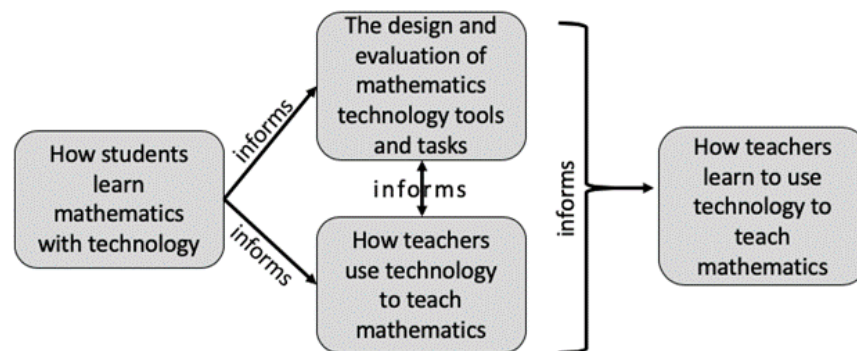 How students
learn
mathematics
with technology
informs
informs
The design and
evaluation of
mathematics
technology tools
and tasks
informs
How teachers
use technology
to teach
mathematics
informs
How teachers
learn to use
technology to
teach
mathematics